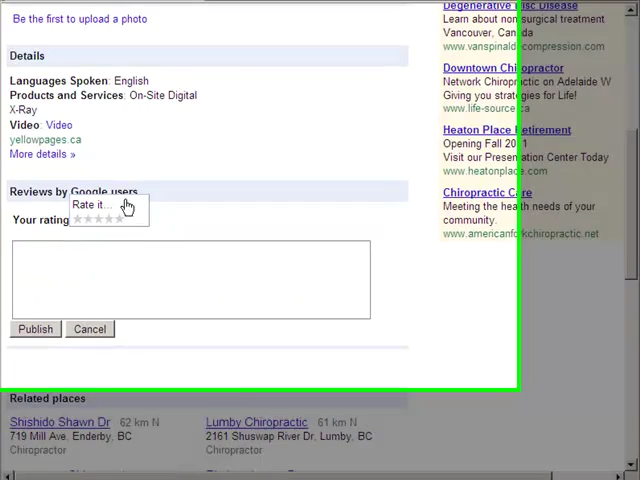 Be the first to upload a photo
Details
Languages Spoken: English
Products and Services: On-Site Digital
X-Ray
Video: Video
yellowpages.ca
More details »
Reviews by Google users
Rate it...
Your rating
Publish Cancel
Degenerative Disc Disease
Learn about non surgical treatment
Vancouver, Canada
www.vanspinaldecompression.com
Downtown Chiropractor
Network Chiropractic on Adelaide W
Giving you strategies for Life!
www.life-source.ca
Heaton Place Retirement
Opening Fall 2011
Visit our Presentation Center Today
www.heatonplace.com
Chiropractic Care
Meeting the health needs of your
community.
www.americanforkchiropractic.net
Related places
Shishido Shawn Dr 62 km N
719 Mill Ave. Enderby, BC
Chiropractor
Lumby Chiropractic 61 km N
2161 Shuswap River Dr, Lumby, BC
Chiropractor